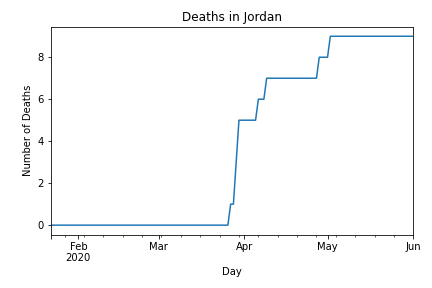 Deaths in Jordan
Number of Deaths
8
6
4
2
0
Feb
2020
Mar
Apr
May
Jun
Day